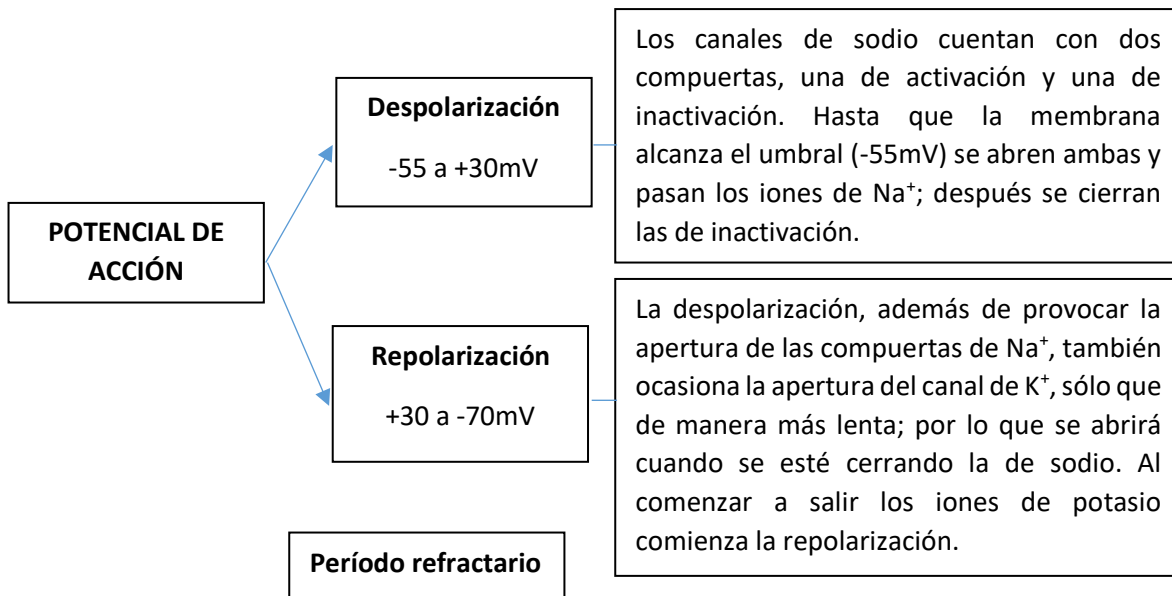 POTENCIAL DE
ACCIÓN
Despolarización
-55 a +30mV
Los canales de sodio cuentan con dos
compuertas, una de activación y una de
inactivación. Hasta que la membrana
alcanza el umbral (-55mV) se abren ambas y
pasan los iones de Na⁺; después se cierran
las de inactivación.
Repolarización
+30 a -70mV
La despolarización, además de provocar la
apertura de las compuertas de Na⁺, también
ocasiona la apertura del canal de K⁺, sólo que
de manera más lenta; por lo que se abrirá
cuando se esté cerrando la de sodio. Al
comenzar a salir los iones de potasio
comienza la repolarización.
Período refractario